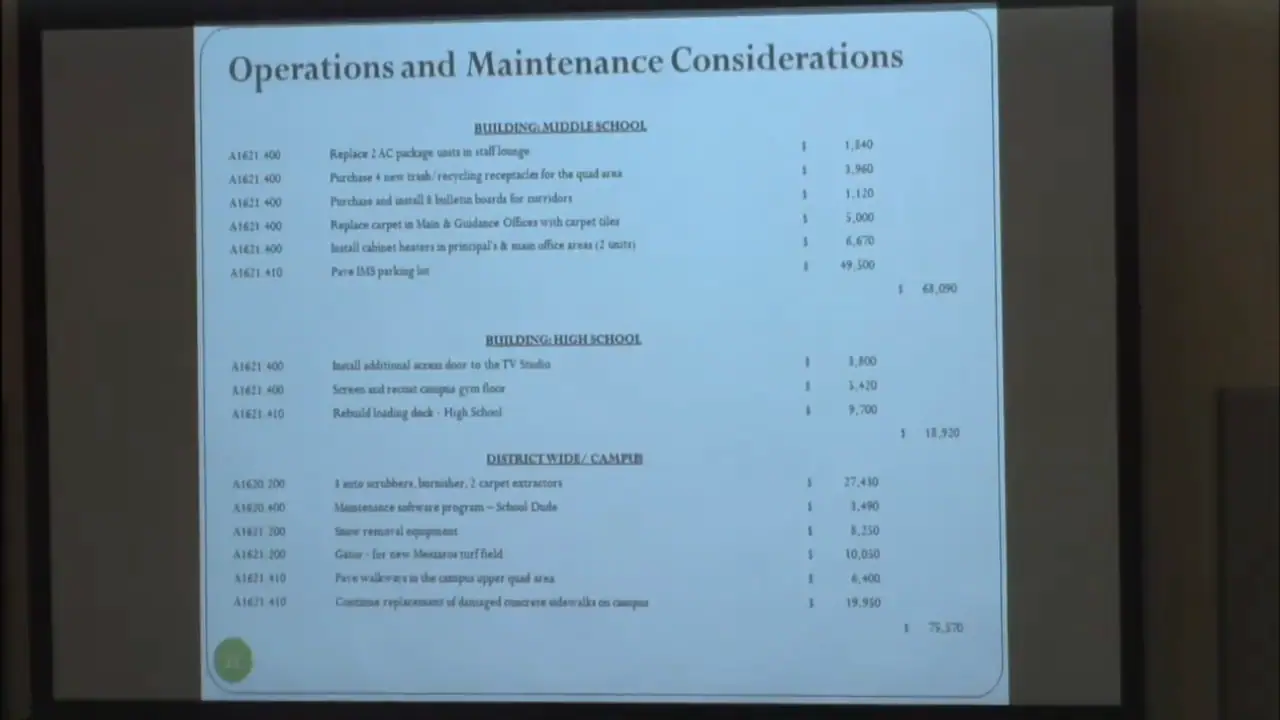 Operations and Maintenance Considerations
BUILDING: MIDDLE SCHOOL
A1621.400 Replace 2 AC package units in staff lounge $ 1,840
A1621.400 Purchase 4 new trash/recycling receptacles for the quad area $ 3,960
A1621.400 Purchase and install 8 bulletin boards for corridors $ 1,120
A1621.400 Replace carpet in Main & Guidance Offices with carpet tiles $ 5,000
A1621.400 Install cabinet heaters in principal's & main office areas (2 units) $ 6,670
A1621.410 Pave IMS parking lot $ 49,500
$ 68,090
BUILDING: HIGH SCHOOL
A1621.400 Install additional access door to the TV Studio $ 3,800
A1621.400 Screen and recoat campus gym floor $ 5,420
A1621.410 Rebuild loading dock - High School $ 9,700
$ 18,920
DISTRICT WIDE/ CAMPUS
A1620.200 3 auto scrubbers, burnisher, 2 carpet extractors $ 27,430
A1620.400 Maintenance software program – School Dude $ 3,490
A1621.200 Snow removal equipment $ 8,250
A1621.200 Gator - for new turf field $ 10,050
A1621.410 Pave walkways in the campus upper quad area $ 6,400
A1621.410 Continue replacement of damaged concrete sidewalks on campus $ 19,950
$ 75,570